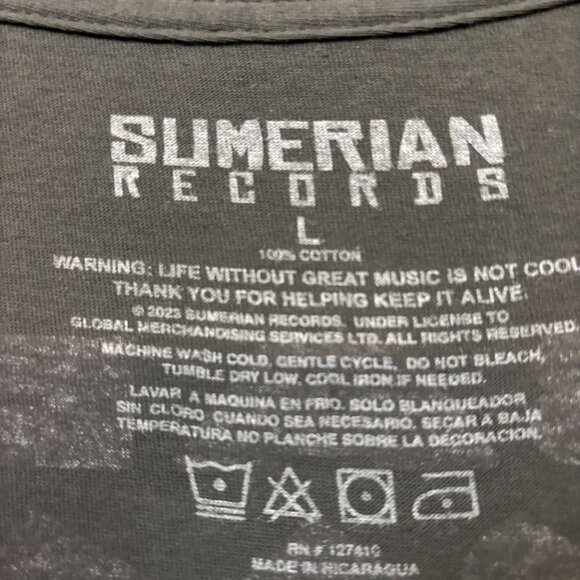 SUMERIAN
RECORDS
L
100% COTTON
WARNING: LIFE WITHOUT GREAT MUSIC IS NOT COOL
THANK YOU FOR HELPING KEEP IT ALIVE.
© 2023 SUMERIAN RECORDS. UNDER LICENSE TO
GLOBAL MERCHANDISING SERVICES LTD. ALL RIGHTS RESERVED.
MACHINE WASH COLD, GENTLE CYCLE, DO NOT BLEACH,
TUMBLE DRY LOW. COOL IRON IF NEEDED.
LAVAR A MAQUINA EN FRIO. SOLO BLANQUEADOR
SIN CLORO. CUANDO SEA NECESARIO. SECAR A BAJA
TEMPERATURA NO PLANCHE SOBRE LA DECORACION.
RN # 127410
MADE IN NICARAGUA